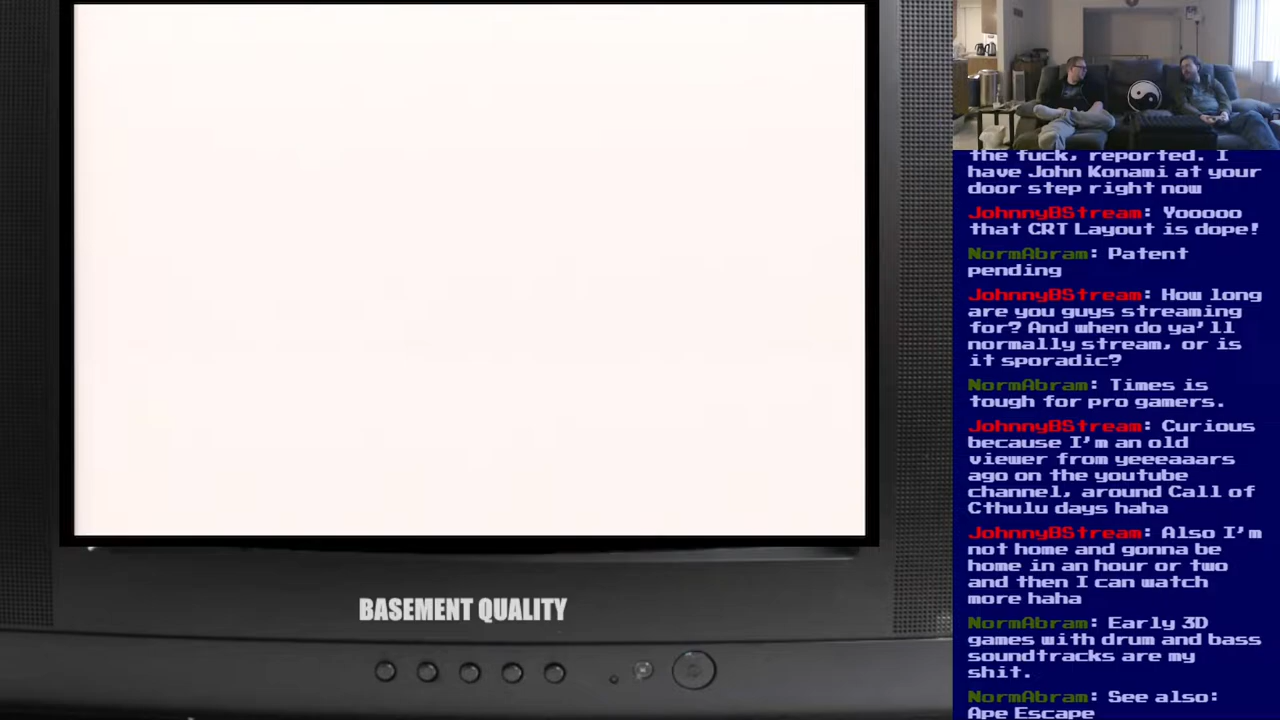 the fuck, reported. I
have John Konami at your
door step right now
JohnnyBStream: Yooooo
that CRT Layout is dope!
NormAbram: Patent
pending
JohnnyBStream: How long
are you guys streaming
for? And when do ya'll
normally stream, or is
it sporadic?
NormAbram: Times is
tough for pro gamers.
JohnnyBStream: Curious
because I'm an old
viewer from yeeeaaars
ago on the youtube
channel, around Call of
Cthulu days haha
JohnnyBStream: Also I'm
not home and gonna be
home in an hour or two
and then I can watch
more haha
NormAbram: Early 3D
games with drum and bass
soundtracks are my
shit.
NormAbram: See also:
Ape Escape
BASEMENT QUALITY